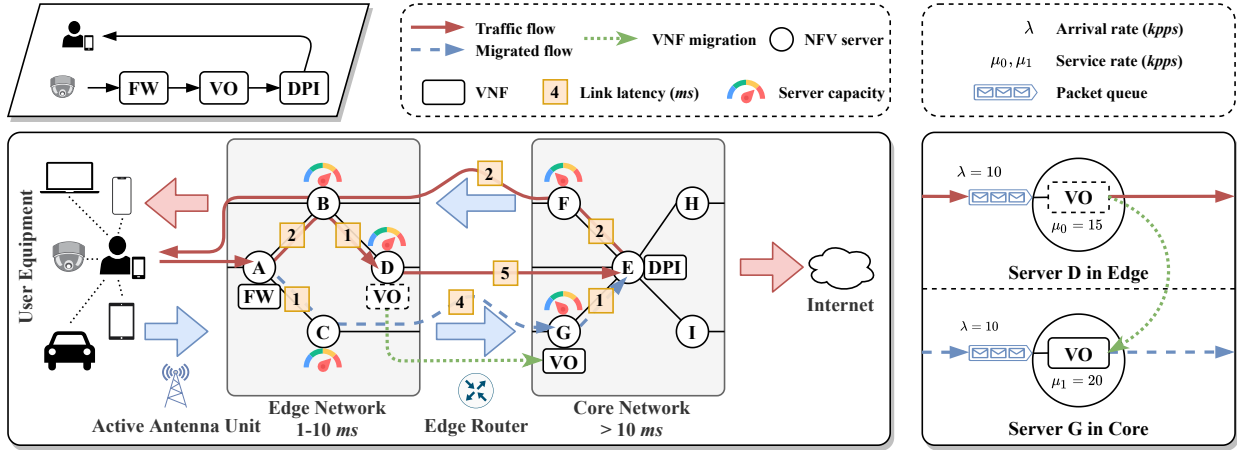 FW
VO
DPI
Traffic flow
Migrated flow
VNF migration
NFV server
VNF
4
Link latency (ms)
Server capacity
λ
Arrival rate (kpps)
μ₀, μ₁
Service rate (kpps)
Packet queue
User Equipment
B
2
F
H
2
1
2
A
FW
D
VO
5
E
DPI
1
4
1
C
G
VO
I
Internet
Active Antenna Unit
Edge Network
1-10 ms
Edge Router
Core Network
> 10 ms
λ = 10
VO
μ₀ = 15
Server D in Edge
λ = 10
VO
μ₁ = 20
Server G in Core